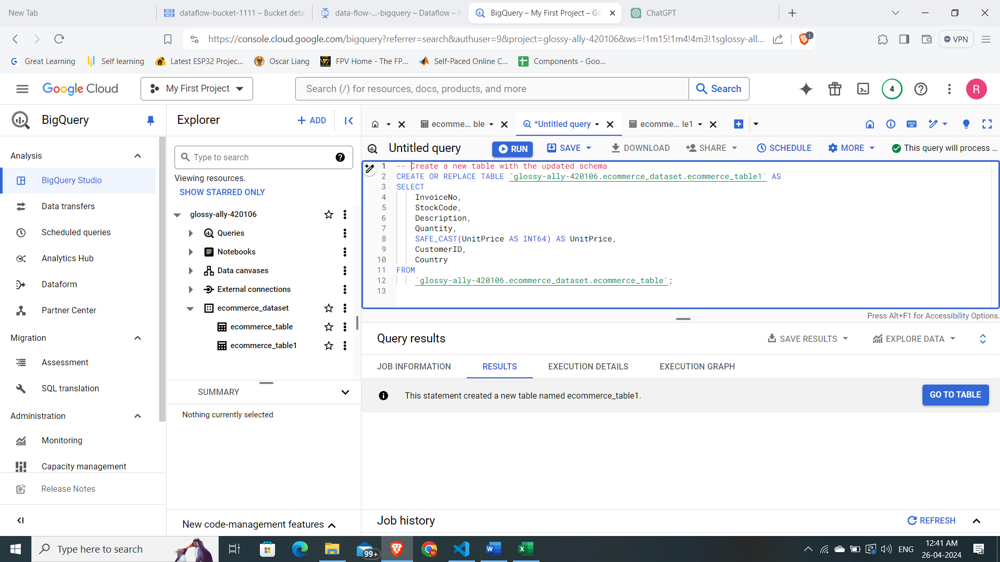 New Tab
dataflow-bucket-1111 – Bucket detai
data-flow-...-bigquery – Dataflow – M
BigQuery – My First Project – Go
ChatGPT
https://console.cloud.google.com/bigquery?referrer=search&authuser=9&project=glossy-ally-420106&ws=!1m15!1m4!4m3!1sglossy-all...
1
VPN
Great Learning
Self learning
Latest ESP32 Projec...
Oscar Liang
FPV Home - The FP...
Self-Paced Online C...
Components - Goo...
Google Cloud
My First Project
Search (/) for resources, docs, products, and more
Search
4
R
BigQuery
Analysis
BigQuery Studio
Data transfers
Scheduled queries
Analytics Hub
Dataform
Partner Center
Migration
Assessment
SQL translation
Administration
Monitoring
Capacity management
Release Notes
Explorer
ADD
Type to search
Viewing resources.
SHOW STARRED ONLY
glossy-ally-420106
Queries
Notebooks
Data canvases
External connections
ecommerce_dataset
ecommerce_table
ecommerce_table1
SUMMARY
Nothing currently selected
New code-management features
ecomme... ble
*Untitled query
ecomme... le1
Untitled query
RUN
SAVE
DOWNLOAD
SHARE
SCHEDULE
MORE
This query will process ...
1 -- Create a new table with the updated schema
2 CREATE OR REPLACE TABLE `glossy-ally-420106.ecommerce_dataset.ecommerce_table1` AS
3 SELECT
4 InvoiceNo,
5 StockCode,
6 Description,
7 Quantity,
8 SAFE_CAST(UnitPrice AS INT64) AS UnitPrice,
9 CustomerID,
10 Country
11 FROM
12 `glossy-ally-420106.ecommerce_dataset.ecommerce_table`;
13
Press Alt+F1 for Accessibility Options.
Query results
SAVE RESULTS
EXPLORE DATA
JOB INFORMATION
RESULTS
EXECUTION DETAILS
EXECUTION GRAPH
This statement created a new table named ecommerce_table1.
GO TO TABLE
Job history
REFRESH
Type here to search
99+
M
ENG
12:41 AM
26-04-2024